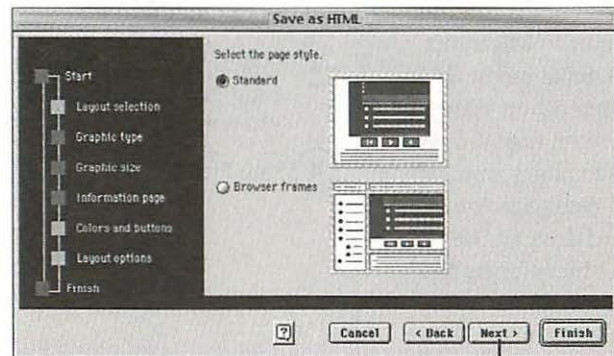 Save as HTML
Select the page style.
Start
Standard
Layout selection
Graphic type
Graphic size
Information page
Browser frames
Colors and buttons
Layout options
Finish
? Cancel < Back Next > Finish